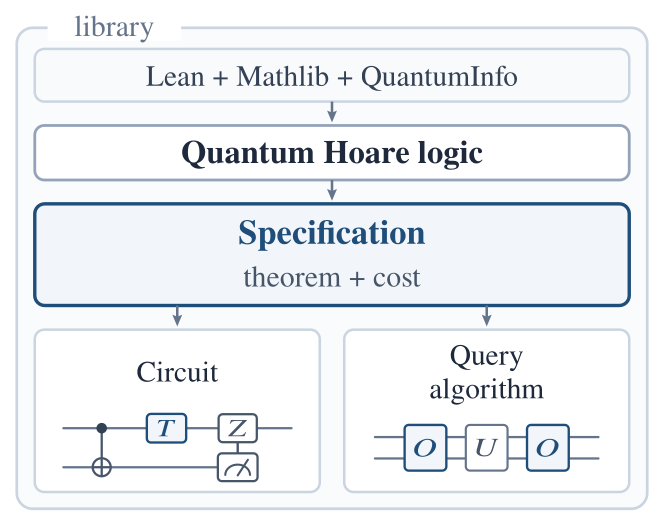 library
Lean + Mathlib + QuantumInfo
Quantum Hoare logic
Specification
theorem + cost
Circuit
T
Z
Query
algorithm
O
U
O